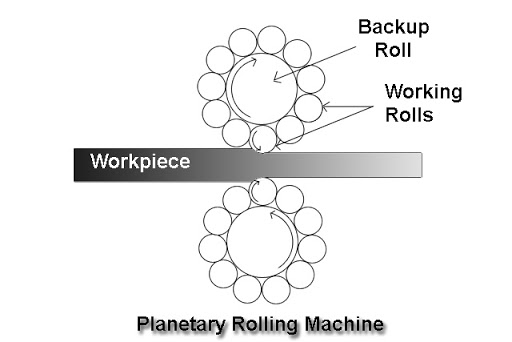 Backup
Roll
Working
Rolls
Workpiece
Planetary Rolling Machine